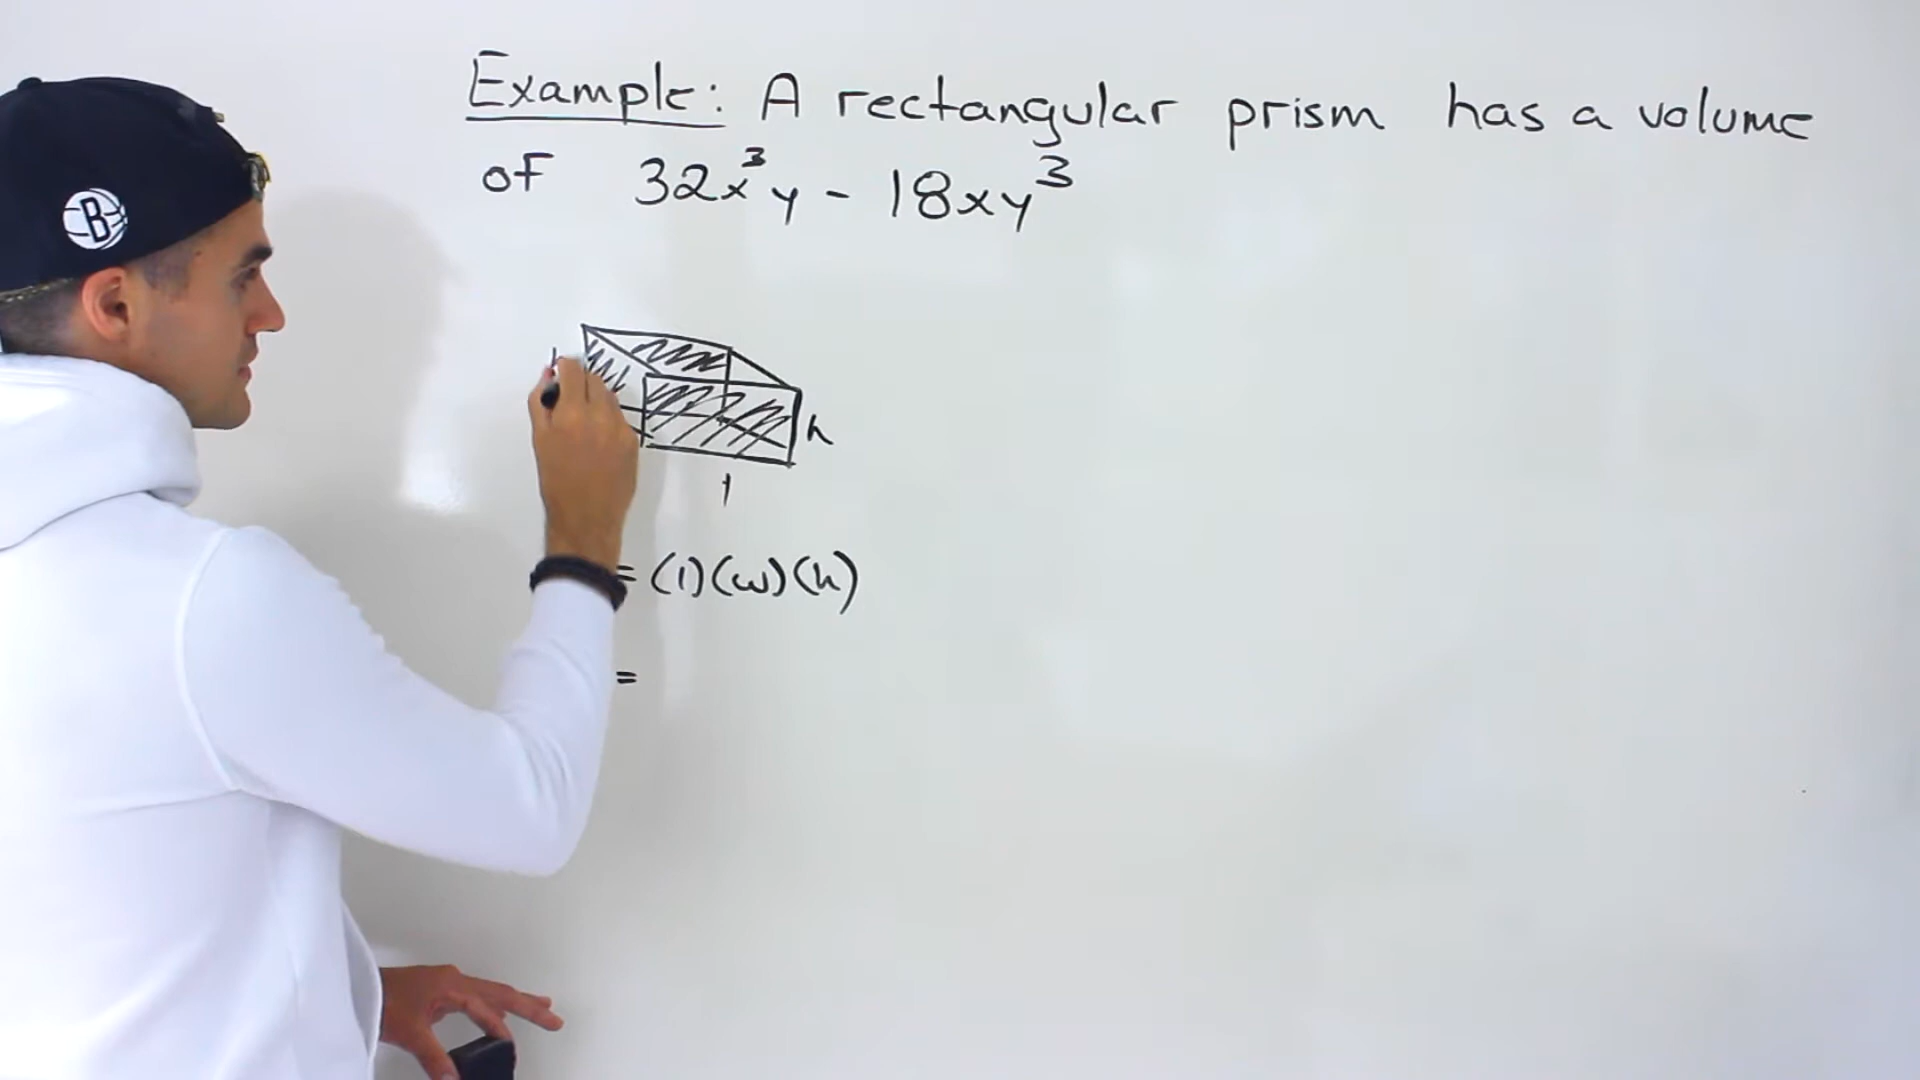 Example: A rectangular prism has a volume
of 32x³y - 18xy³
B
h
l
= (l)(w)(h)
=